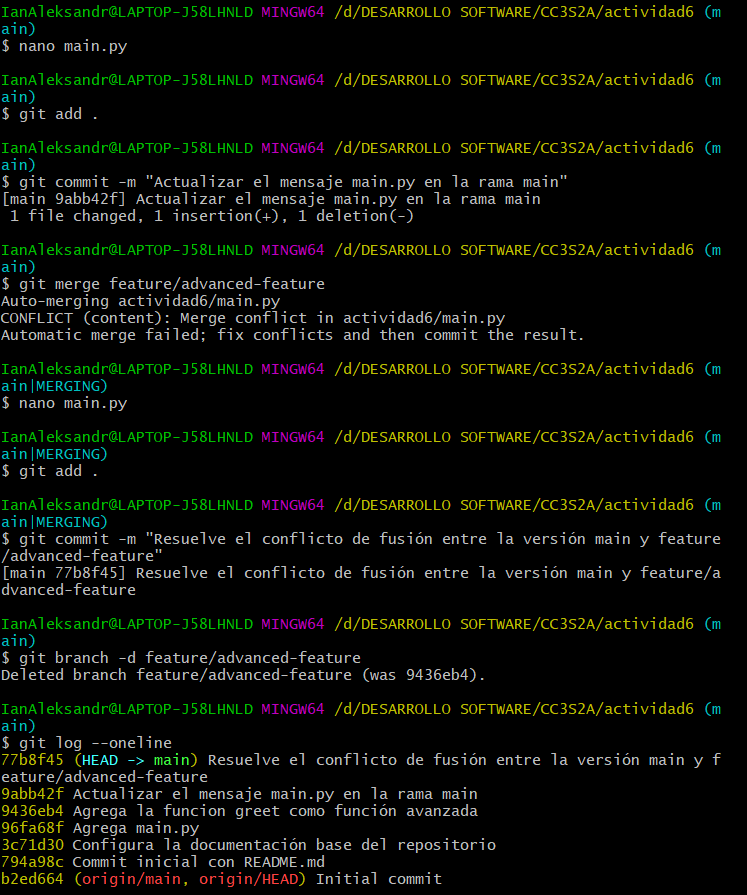 IanAleksandr@LAPTOP-J58LHNLD MINGW64 /d/DESARROLLO SOFTWARE/CC3S2A/actividad6 (m
ain)
$ nano main.py
IanAleksandr@LAPTOP-J58LHNLD MINGW64 /d/DESARROLLO SOFTWARE/CC3S2A/actividad6 (m
ain)
$ git add .
IanAleksandr@LAPTOP-J58LHNLD MINGW64 /d/DESARROLLO SOFTWARE/CC3S2A/actividad6 (m
ain)
$ git commit -m "Actualizar el mensaje main.py en la rama main"
[main 9abb42f] Actualizar el mensaje main.py en la rama main
 1 file changed, 1 insertion(+), 1 deletion(-)
IanAleksandr@LAPTOP-J58LHNLD MINGW64 /d/DESARROLLO SOFTWARE/CC3S2A/actividad6 (m
ain)
$ git merge feature/advanced-feature
Auto-merging actividad6/main.py
CONFLICT (content): Merge conflict in actividad6/main.py
Automatic merge failed; fix conflicts and then commit the result.
IanAleksandr@LAPTOP-J58LHNLD MINGW64 /d/DESARROLLO SOFTWARE/CC3S2A/actividad6 (m
ain|MERGING)
$ nano main.py
IanAleksandr@LAPTOP-J58LHNLD MINGW64 /d/DESARROLLO SOFTWARE/CC3S2A/actividad6 (m
ain|MERGING)
$ git add .
IanAleksandr@LAPTOP-J58LHNLD MINGW64 /d/DESARROLLO SOFTWARE/CC3S2A/actividad6 (m
ain|MERGING)
$ git commit -m "Resuelve el conflicto de fusión entre la versión main y feature
/advanced-feature"
[main 77b8f45] Resuelve el conflicto de fusión entre la versión main y feature/a
dvanced-feature
IanAleksandr@LAPTOP-J58LHNLD MINGW64 /d/DESARROLLO SOFTWARE/CC3S2A/actividad6 (m
ain)
$ git branch -d feature/advanced-feature
Deleted branch feature/advanced-feature (was 9436eb4).
IanAleksandr@LAPTOP-J58LHNLD MINGW64 /d/DESARROLLO SOFTWARE/CC3S2A/actividad6 (m
ain)
$ git log --oneline
77b8f45 (HEAD -> main) Resuelve el conflicto de fusión entre la versión main y f
eature/advanced-feature
9abb42f Actualizar el mensaje main.py en la rama main
9436eb4 Agrega la funcion greet como función avanzada
96fa68f Agrega main.py
3c71d30 Configura la documentación base del repositorio
794a98c Commit inicial con README.md
b2ed664 (origin/main, origin/HEAD) Initial commit